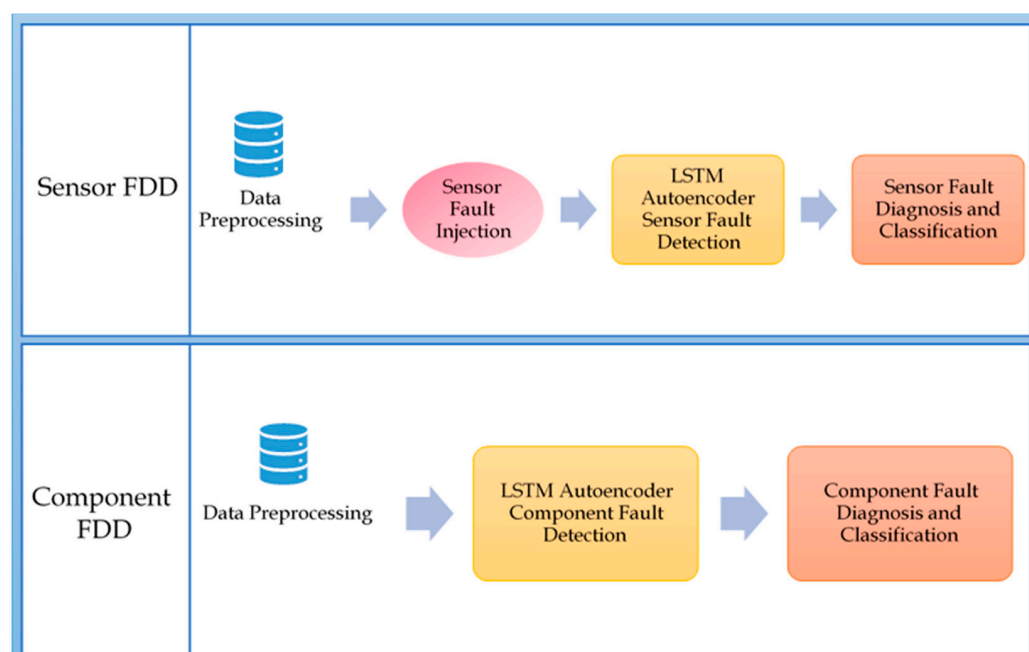 Sensor FDD
Data
Preprocessing
Sensor
Fault
Injection
LSTM
Autoencoder
Sensor Fault
Detection
Sensor Fault
Diagnosis and
Classification
Component
FDD
Data Preprocessing
LSTM Autoencoder
Component Fault
Detection
Component Fault
Diagnosis and
Classification